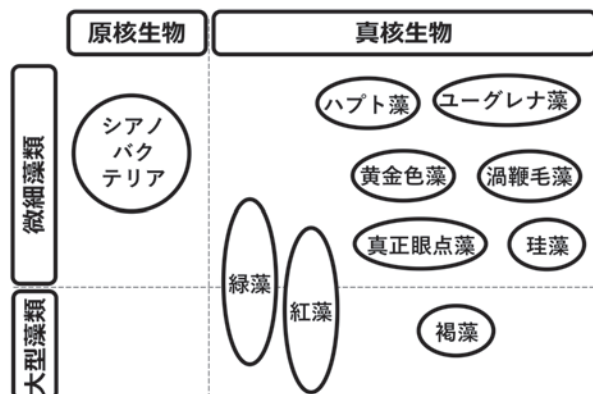 原核生物
真核生物
微細藻類
大型藻類
シアノ
バク
テリア
ハプト藻
ユーグレナ藻
黄金色藻
渦鞭毛藻
真正眼点藻
珪藻
緑藻
紅藻
褐藻